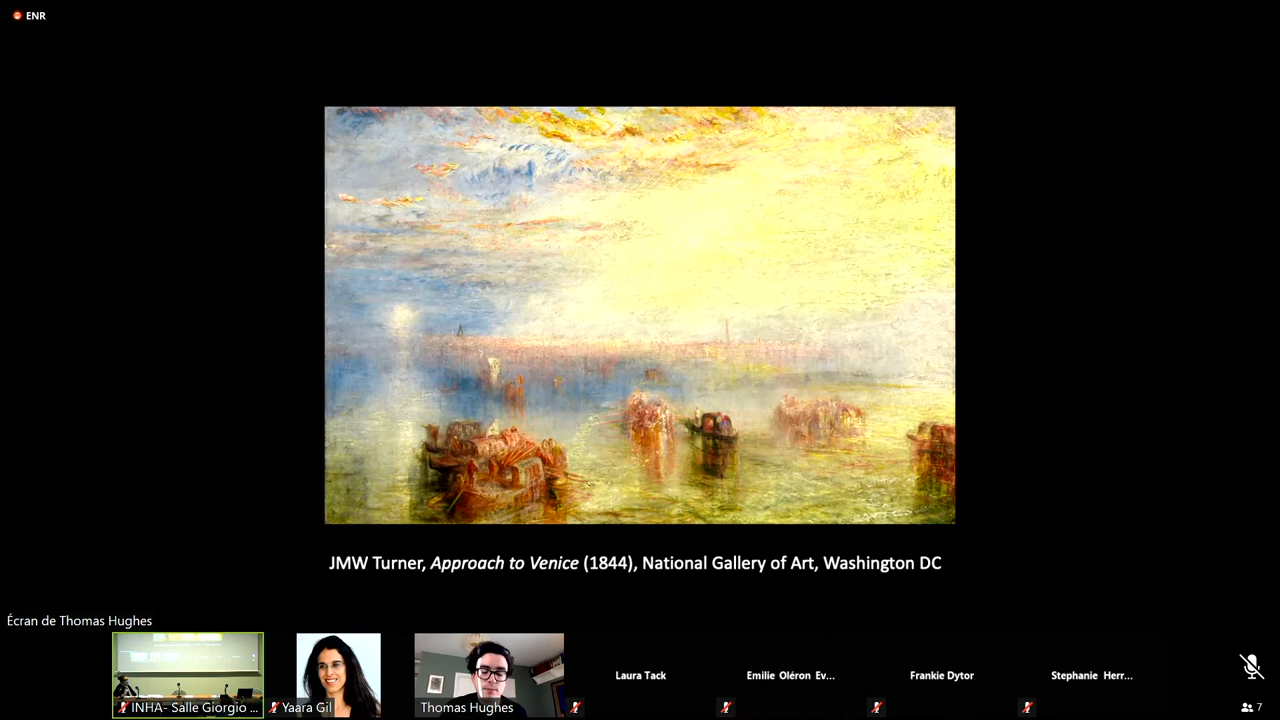 ENR
JMW Turner, Approach to Venice (1844), National Gallery of Art, Washington DC
Écran de Thomas Hughes
INHA- Salle Giorgio ...
Yaara Gil
Thomas Hughes
Laura Tack
Emilie Oléron Ev...
Frankie Dytor
Stephanie Herr...
7